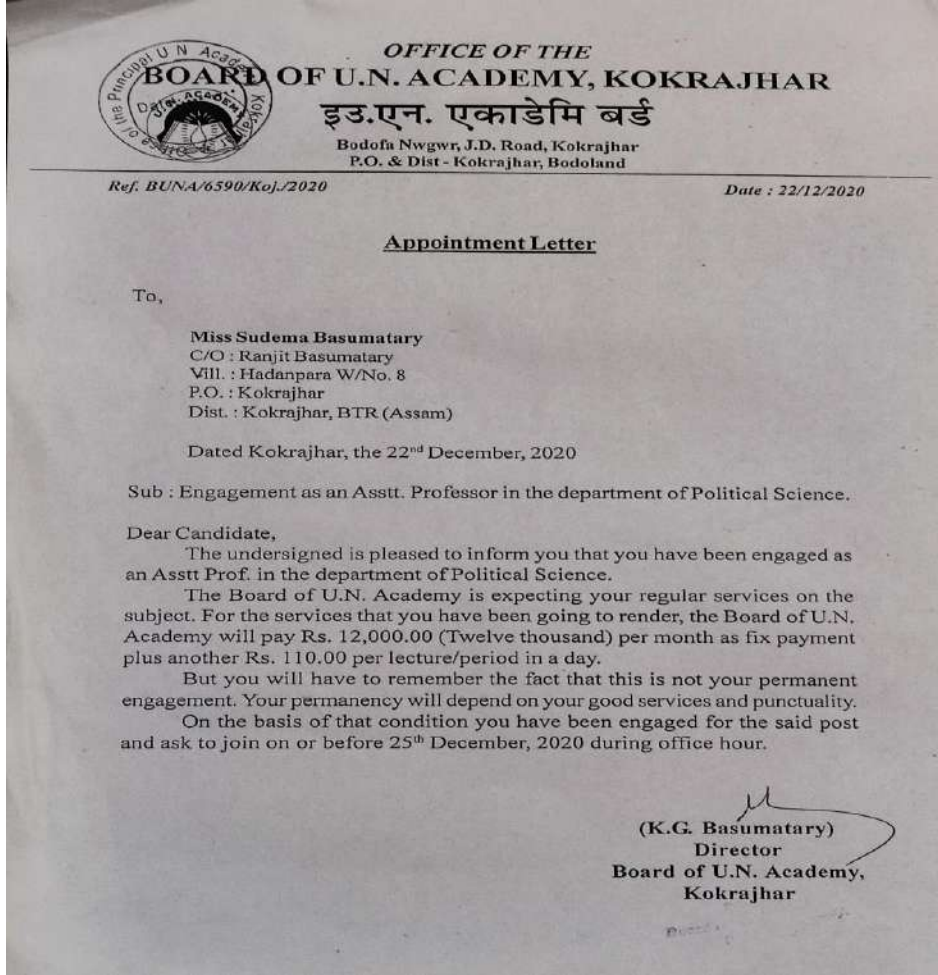 OFFICE OF THE
BOARD OF U.N. ACADEMY, KOKRAJHAR
इउ.एन. एकाडेमि बर्ड
Bodofa Nwgwr, J.D. Road, Kokrajhar
P.O. & Dist - Kokrajhar, Bodoland
Office of the Principal U N Academy Kokrajhar
U.N. ACADEMY
Ref. BUNA/6590/Koj./2020
Date : 22/12/2020
Appointment Letter
To,
Miss Sudema Basumatary
C/O : Ranjit Basumatary
Vill. : Hadanpara W/No. 8
P.O. : Kokrajhar
Dist. : Kokrajhar, BTR (Assam)
Dated Kokrajhar, the 22nd December, 2020
Sub : Engagement as an Asstt. Professor in the department of Political Science.
Dear Candidate,
The undersigned is pleased to inform you that you have been engaged as
an Asstt Prof. in the department of Political Science.
The Board of U.N. Academy is expecting your regular services on the
subject. For the services that you have been going to render, the Board of U.N.
Academy will pay Rs. 12,000.00 (Twelve thousand) per month as fix payment
plus another Rs. 110.00 per lecture/period in a day.
But you will have to remember the fact that this is not your permanent
engagement. Your permanency will depend on your good services and punctuality.
On the basis of that condition you have been engaged for the said post
and ask to join on or before 25th December, 2020 during office hour.
(K.G. Basumatary)
Director
Board of U.N. Academy,
Kokrajhar